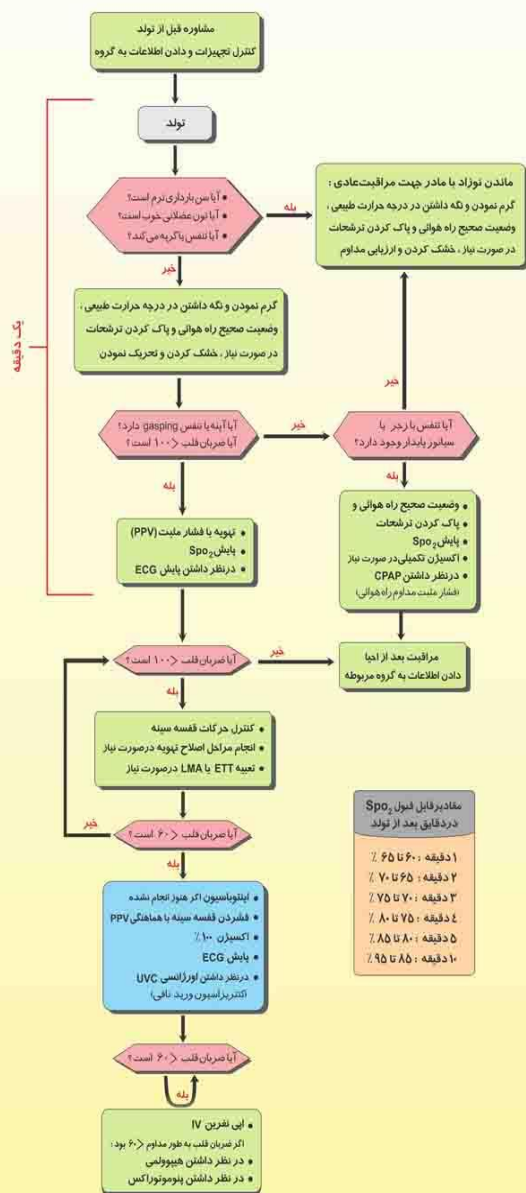 مشاوره قبل از تولد
کنترل تجهیزات و دادن اطلاعات به گروه
تولد
آیا سن بارداری ترم است؟
آیا تون عضلانی خوب است؟
آیا تنفس یا گریه می‌کند؟
بله
ماندن نوزاد با مادر جهت مراقبت عادی :
گرم نمودن و نگه داشتن در درجه حرارت طبیعی ،
وضعیت صحیح راه هوائی و پاک کردن ترشحات
در صورت نیاز ، خشک کردن و ارزیابی مداوم
خیر
گرم نمودن و نگه داشتن در درجه حرارت طبیعی ،
وضعیت صحیح راه هوائی و پاک کردن ترشحات
در صورت نیاز ، خشک کردن و تحریک نمودن
یک دقیقه
خیر
آیا آپنه یا تنفس gasping دارد؟
آیا ضربان قلب < ۱۰۰ است ؟
خیر
آیا تنفس با زجر یا
سیانوز پایدار وجود دارد؟
بله
بله
تهویه با فشار مثبت (PPV)
پایش Spo2
درنظر داشتن پایش ECG
وضعیت صحیح راه هوائی و
پاک کردن ترشحات
پایش Spo2
اکسیژن تکمیلی در صورت نیاز
درنظر داشتن CPAP
(فشار مثبت مداوم راه هوائی)
آیا ضربان قلب < ۱۰۰ است ؟
خیر
مراقبت بعد از احیا
دادن اطلاعات به گروه مربوطه
بله
کنترل حرکات قفسه سینه
انجام مراحل اصلاح تهویه درصورت نیاز
تعبیه ETT یا LMA درصورت نیاز
خیر
آیا ضربان قلب < ۶۰ است ؟
بله
اینتوباسیون اگر هنوز انجام نشده
فشردن قفسه سینه با هماهنگی PPV
اکسیژن ۱۰۰ ٪
پایش ECG
درنظر داشتن اورژانسی UVC
(کتتریزاسیون ورید نافی)
آیا ضربان قلب < ۶۰ است ؟
بله
اپی نفرین IV
اگر ضربان قلب به طور مداوم < ۶۰ بود :
در نظر داشتن هیپوولمی
در نظر داشتن پنوموتوراکس
مقادیر قابل قبول Spo2
دردقایق بعد از تولد
۱ دقیقه : ۶۰ تا ۶۵ ٪
۲ دقیقه : ۶۵ تا ۷۰ ٪
۳ دقیقه : ۷۰ تا ۷۵ ٪
٤ دقیقه : ۷۵ تا ۸۰ ٪
۵ دقیقه : ۸۰ تا ۸۵ ٪
۱۰ دقیقه : ۸۵ تا ۹۵ ٪